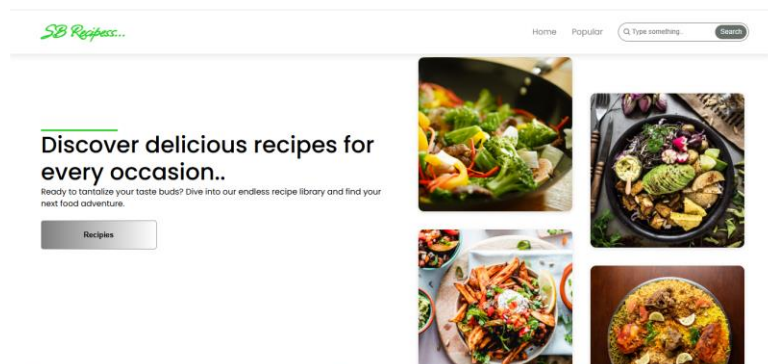 SB Recipess...
Home Popular Type something.. Search
Discover delicious recipes for
every occasion..
Ready to tantalize your taste buds? Dive into our endless recipe library and find your
next food adventure.
Recipies